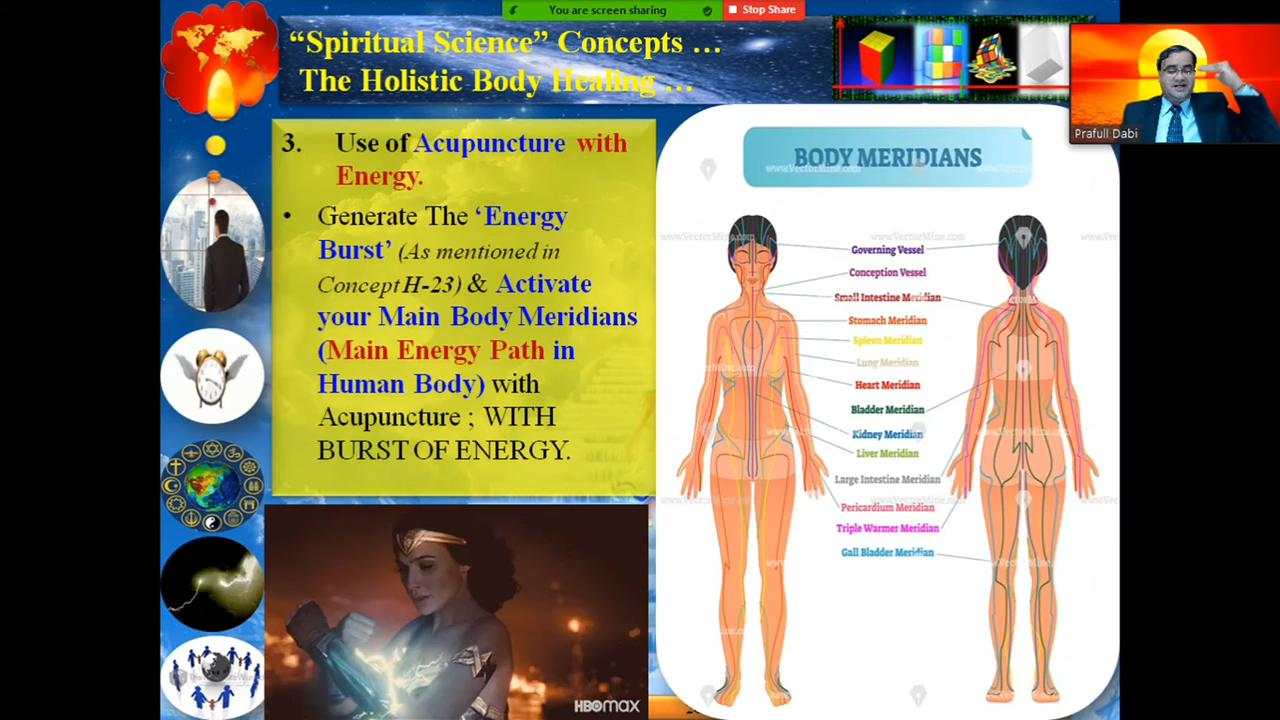 You are screen sharing
Stop Share
“Spiritual Science” Concepts …
The Holistic Body Healing …
Prafull Dabi
3. Use of Acupuncture with
Energy.
• Generate The ‘Energy
Burst’ (As mentioned in
Concept H-23) & Activate
your Main Body Meridians
(Main Energy Path in
Human Body) with
Acupuncture ; WITH
BURST OF ENERGY.
BODY MERIDIANS
www.VectorMine.com
Governing Vessel
Conception Vessel
Small Intestine Meridian
Stomach Meridian
Spleen Meridian
Lung Meridian
Heart Meridian
Bladder Meridian
Kidney Meridian
Liver Meridian
Large Intestine Meridian
Pericardium Meridian
Triple Warmer Meridian
Gall Bladder Meridian
HBOMAX